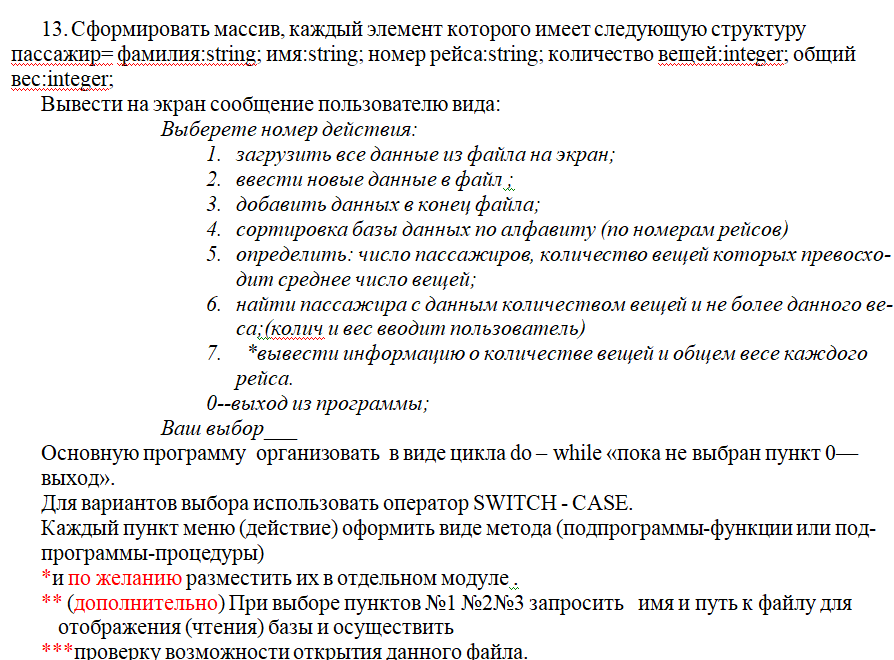 13. Сформировать массив, каждый элемент которого имеет следующую структуру
пассажир= фамилия:string; имя:string; номер рейса:string; количество вещей:integer; общий
вес:integer;
Вывести на экран сообщение пользователю вида:
Выберете номер действия:
1. загрузить все данные из файла на экран;
2. ввести новые данные в файл ;
3. добавить данных в конец файла;
4. сортировка базы данных по алфавиту (по номерам рейсов)
5. определить: число пассажиров, количество вещей которых превосхо-
дит среднее число вещей;
6. найти пассажира с данным количеством вещей и не более данного ве-
са;(колич и вес вводит пользователь)
7. *вывести информацию о количестве вещей и общем весе каждого
рейса.
0--выход из программы;
Ваш выбор___
Основную программу организовать в виде цикла do – while «пока не выбран пункт 0—
выход».
Для вариантов выбора использовать оператор SWITCH - CASE.
Каждый пункт меню (действие) оформить виде метода (подпрограммы-функции или под-
программы-процедуры)
*и по желанию разместить их в отдельном модуле .
** (дополнительно) При выборе пунктов №1 №2№3 запросить имя и путь к файлу для
отображения (чтения) базы и осуществить
***проверку возможности открытия данного файла.